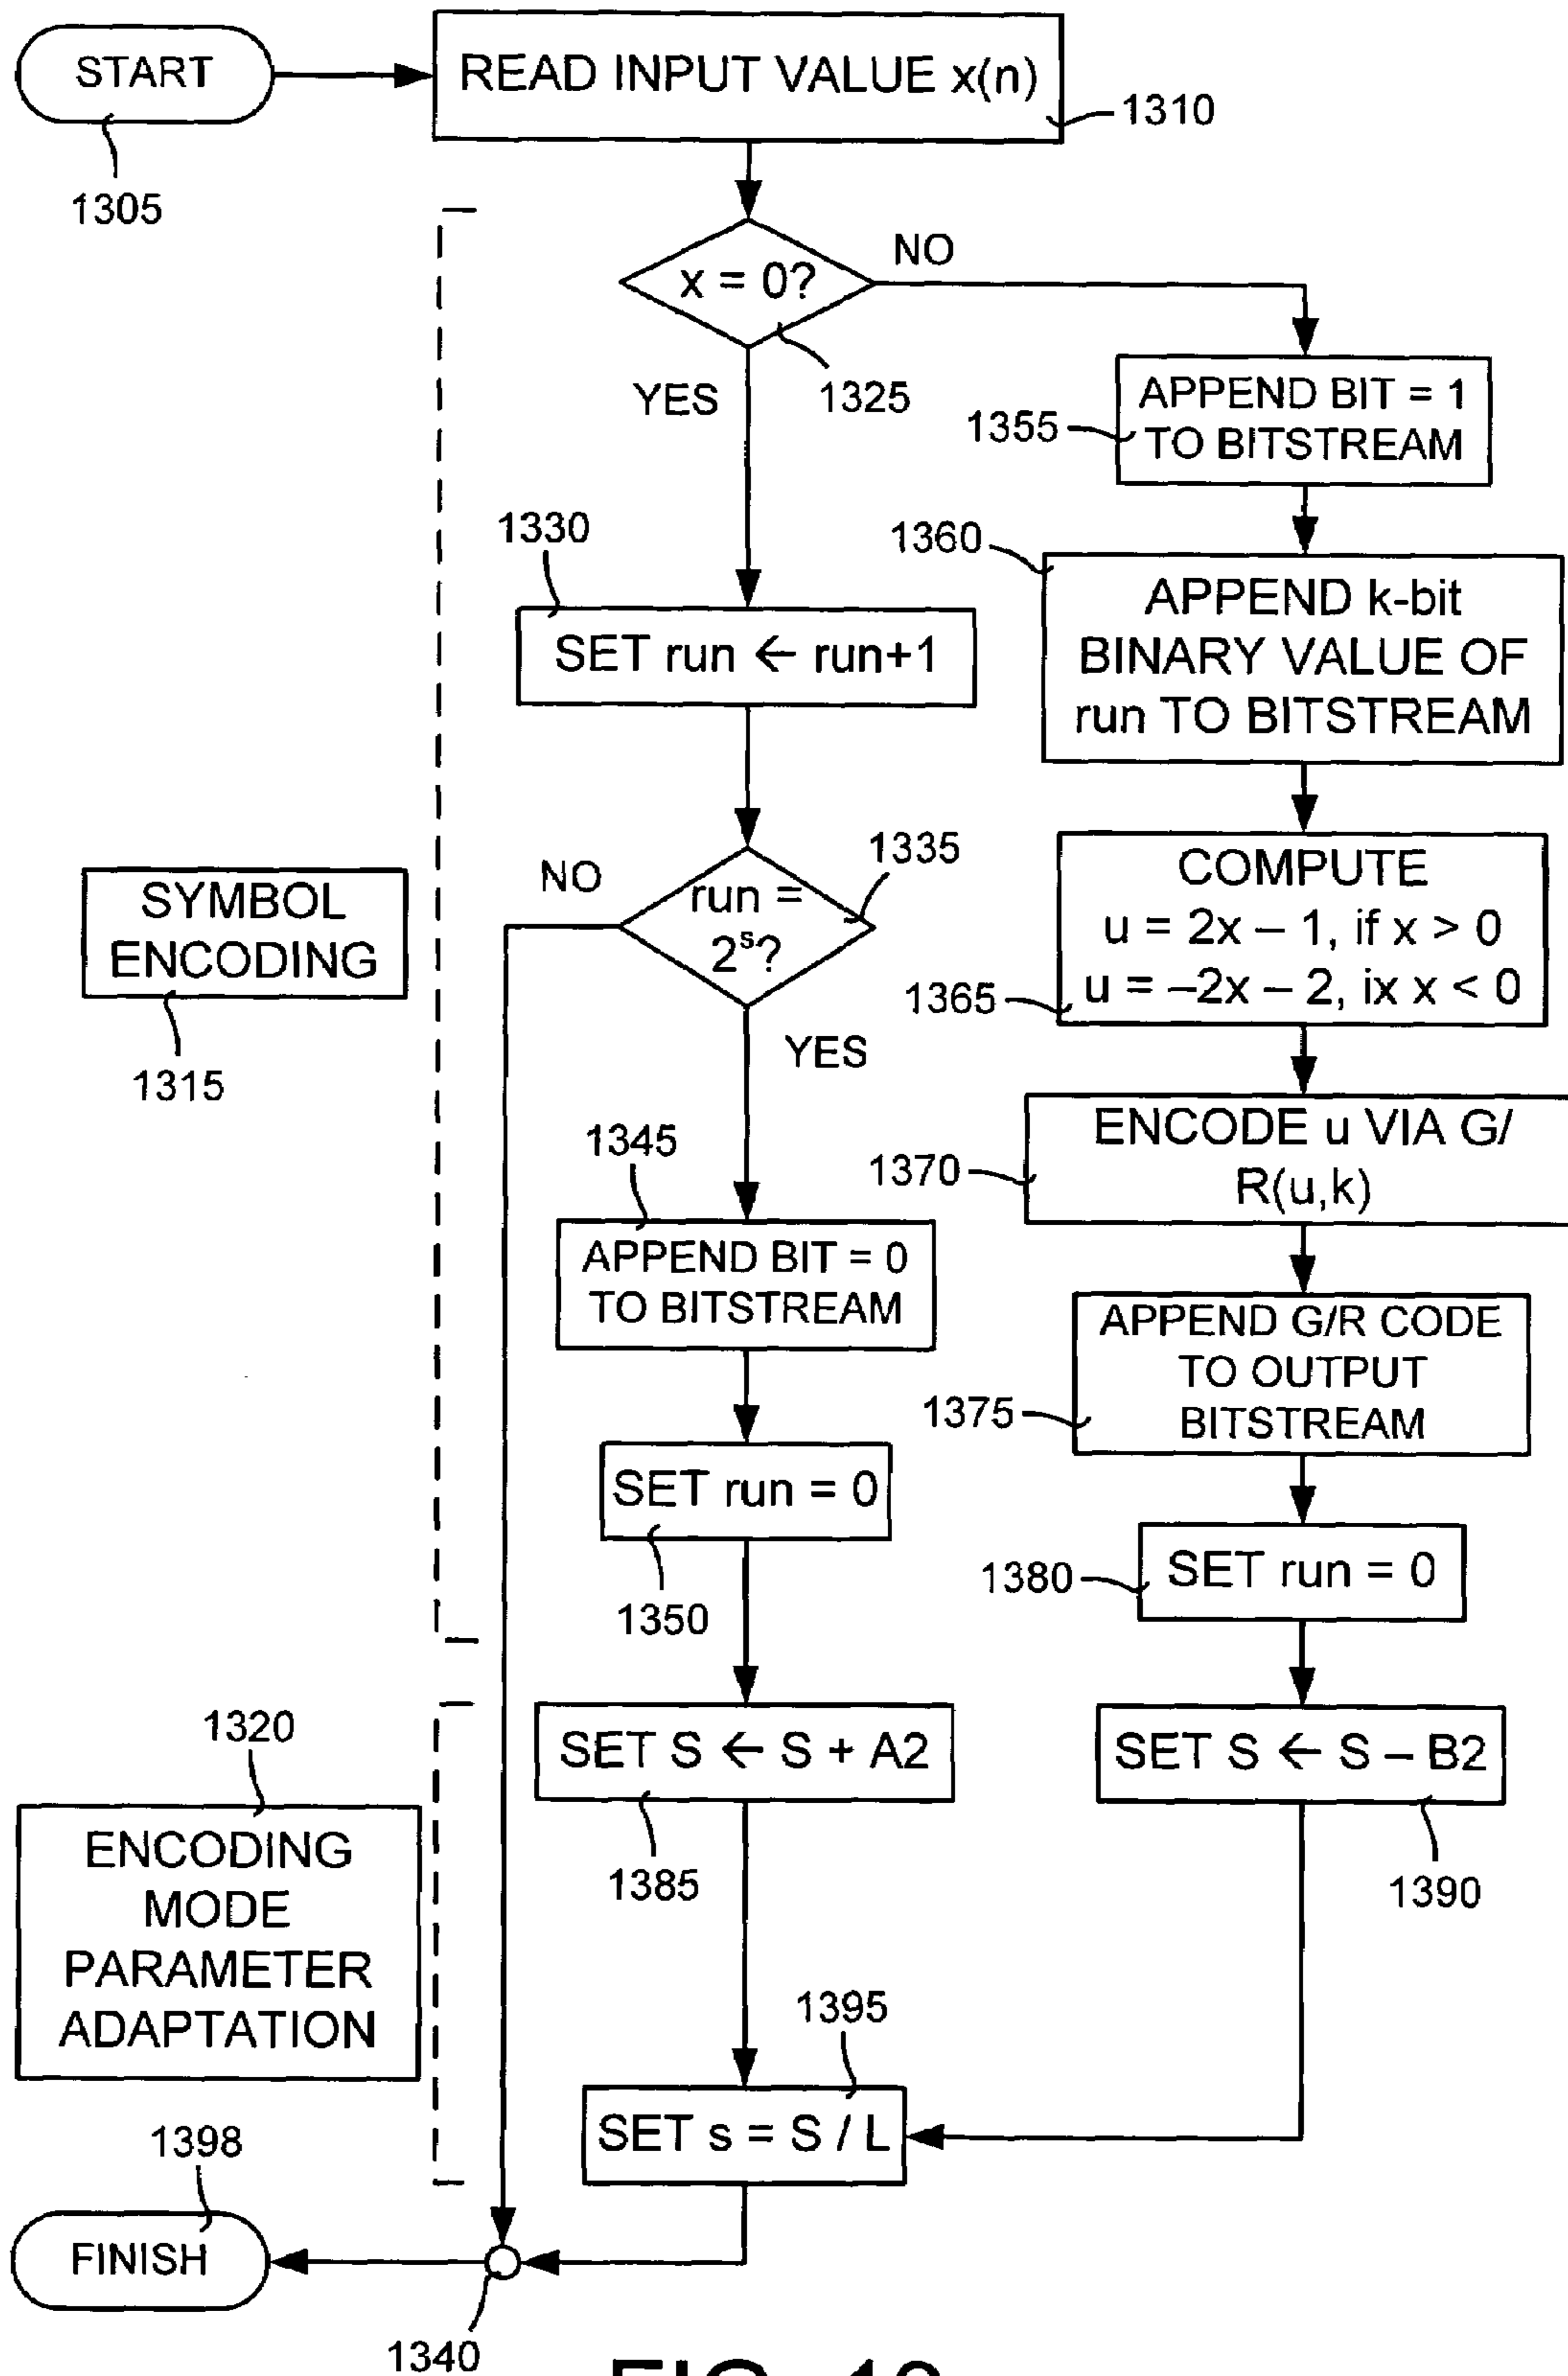 START
READ INPUT VALUE x(n)
1310
1305
x = 0?
NO
1325
YES
APPEND BIT = 1
TO BITSTREAM
1355
1330
SET run ← run+1
1360
APPEND k-bit
BINARY VALUE OF
run TO BITSTREAM
1335
NO
run =
2ˢ?
YES
SYMBOL
ENCODING
1315
COMPUTE
u = 2x – 1, if x > 0
u = –2x – 2, ix x < 0
1365
1345
APPEND BIT = 0
TO BITSTREAM
1370
ENCODE u VIA G/
R(u,k)
1375
APPEND G/R CODE
TO OUTPUT
BITSTREAM
SET run = 0
1350
1380
SET run = 0
1320
ENCODING
MODE
PARAMETER
ADAPTATION
SET S ← S + A2
1385
SET S ← S – B2
1390
1395
SET s = S / L
1398
FINISH
1340